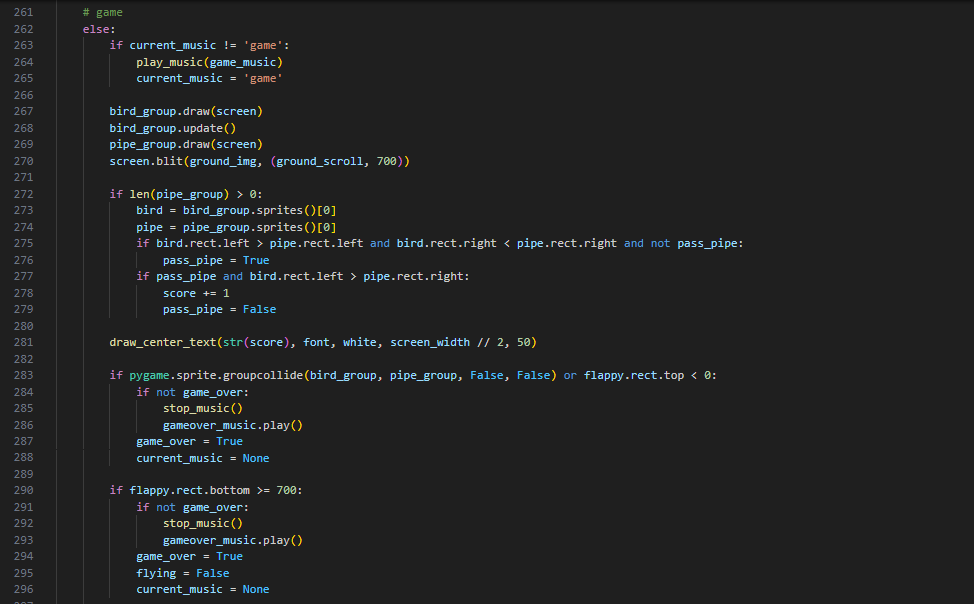 261 # game
262 else:
263 if current_music != 'game':
264 play_music(game_music)
265 current_music = 'game'
266
267 bird_group.draw(screen)
268 bird_group.update()
269 pipe_group.draw(screen)
270 screen.blit(ground_img, (ground_scroll, 700))
271
272 if len(pipe_group) > 0:
273 bird = bird_group.sprites()[0]
274 pipe = pipe_group.sprites()[0]
275 if bird.rect.left > pipe.rect.left and bird.rect.right < pipe.rect.right and not pass_pipe:
276 pass_pipe = True
277 if pass_pipe and bird.rect.left > pipe.rect.right:
278 score += 1
279 pass_pipe = False
280
281 draw_center_text(str(score), font, white, screen_width // 2, 50)
282
283 if pygame.sprite.groupcollide(bird_group, pipe_group, False, False) or flappy.rect.top < 0:
284 if not game_over:
285 stop_music()
286 gameover_music.play()
287 game_over = True
288 current_music = None
289
290 if flappy.rect.bottom >= 700:
291 if not game_over:
292 stop_music()
293 gameover_music.play()
294 game_over = True
295 flying = False
296 current_music = None